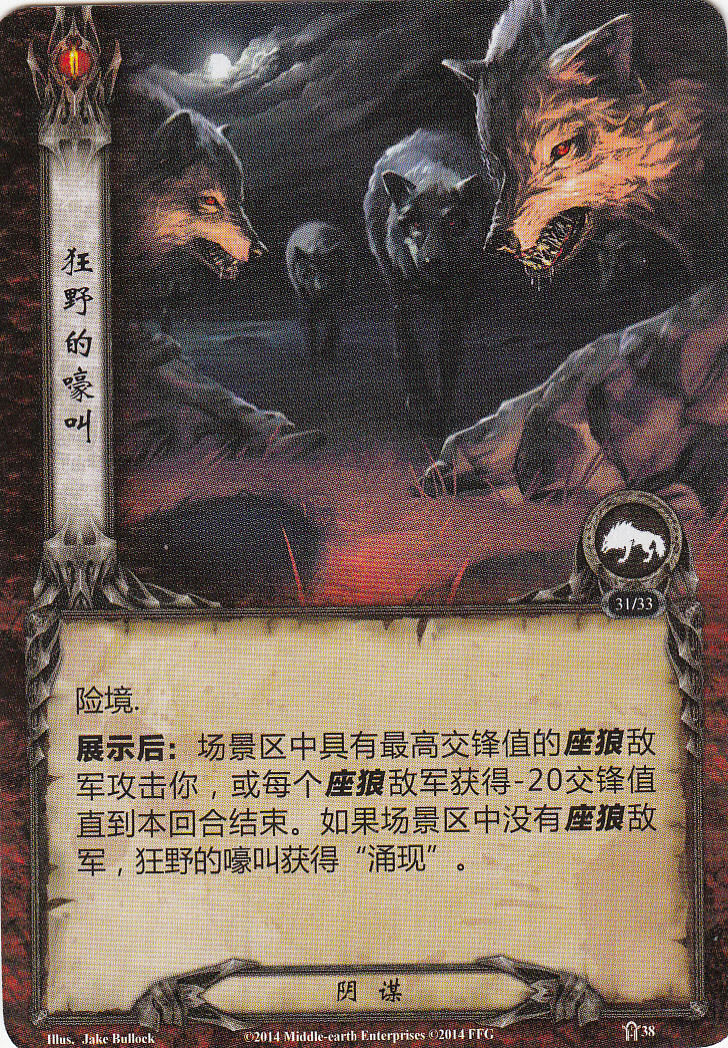 狂野的嚎叫
31/33
险境.
展示后：场景区中具有最高交锋值的座狼敌
军攻击你，或每个座狼敌军获得-20交锋值
直到本回合结束。如果场景区中没有座狼敌
军，狂野的嚎叫获得“涌现”。
阴谋
Illus. Jake Bullock
©2014 Middle-earth Enterprises ©2014 FFG
38